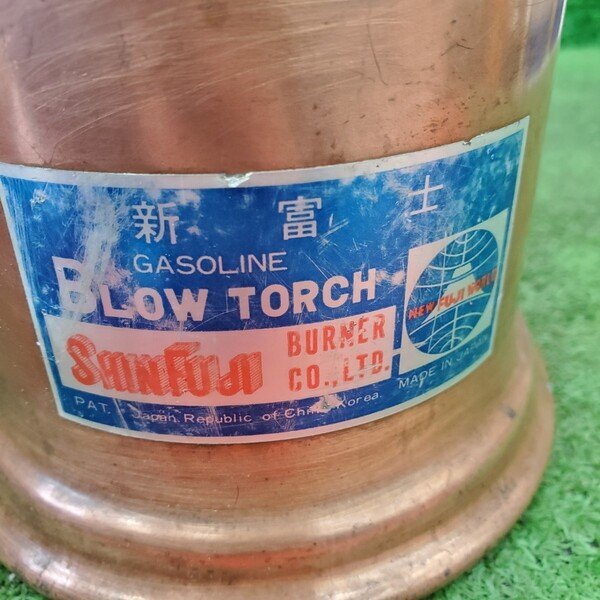 新富士
GASOLINE
BLOW TORCH
SHINFUJI
BURNER
CO., LTD.
NEW FUJI WORLD
MADE IN JAPAN
PAT. Japan. Republic of China. Korea